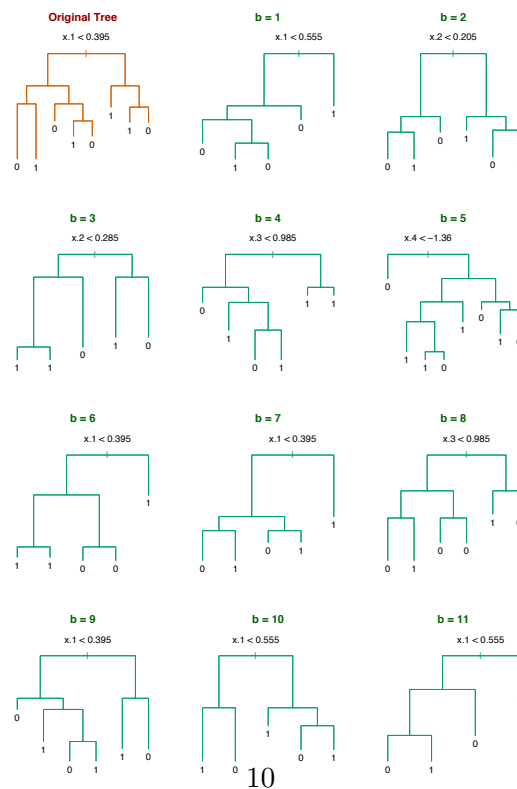 Original Tree
x.1 < 0.395
0
1
0
1
0
1
1
0
b = 1
x.1 < 0.555
0
1
0
0
1
b = 2
x.2 < 0.205
0
1
0
1
0
b = 3
x.2 < 0.285
1
1
0
1
0
b = 4
x.3 < 0.985
0
1
0
1
1
1
b = 5
x.4 < −1.36
0
1
1
0
1
0
1
b = 6
x.1 < 0.395
1
1
0
0
1
b = 7
x.1 < 0.395
0
1
0
1
1
b = 8
x.3 < 0.985
0
1
0
0
1
b = 9
x.1 < 0.395
0
1
0
1
1
0
b = 10
x.1 < 0.555
1
0
1
0
1
b = 11
x.1 < 0.555
0
1
0
10